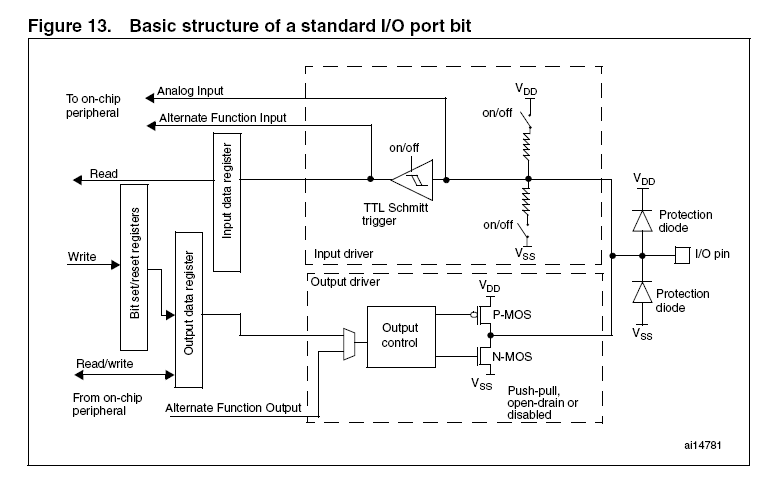 Figure 13. Basic structure of a standard I/O port bit
To on-chip
peripheral
Analog Input
Alternate Function Input
Read
Input data register
on/off
TTL Schmitt
trigger
VDD
on/off
on/off
VSS
Input driver
VDD
Protection
diode
I/O pin
Protection
diode
VSS
Write
Bit set/reset registers
Output data register
Read/write
From on-chip
peripheral
Alternate Function Output
Output driver
Output
control
VDD
P-MOS
N-MOS
VSS
Push-pull,
open-drain or
disabled
ai14781